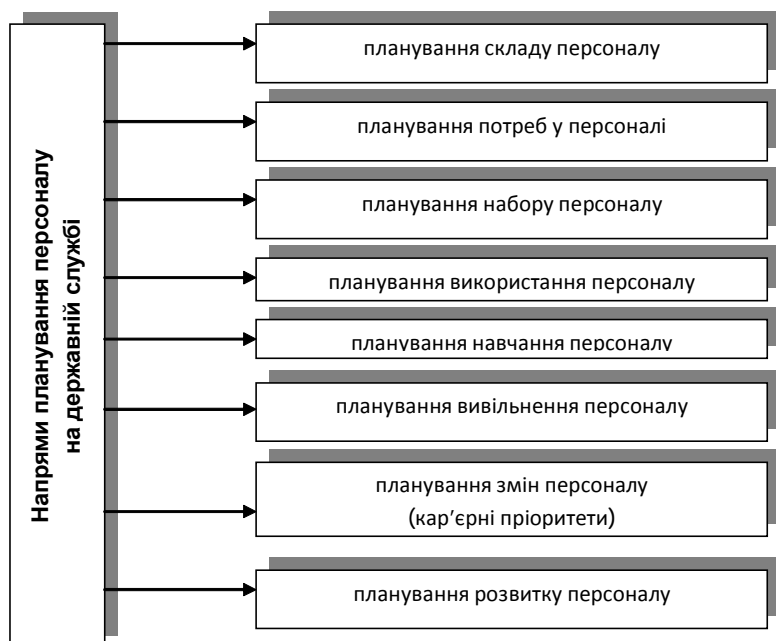 Напрями планування персоналу
на державній службі
планування складу персоналу
планування потреб у персоналі
планування набору персоналу
планування використання персоналу
планування навчання персоналу
планування вивільнення персоналу
планування змін персоналу
(кар’єрні пріоритети)
планування розвитку персоналу